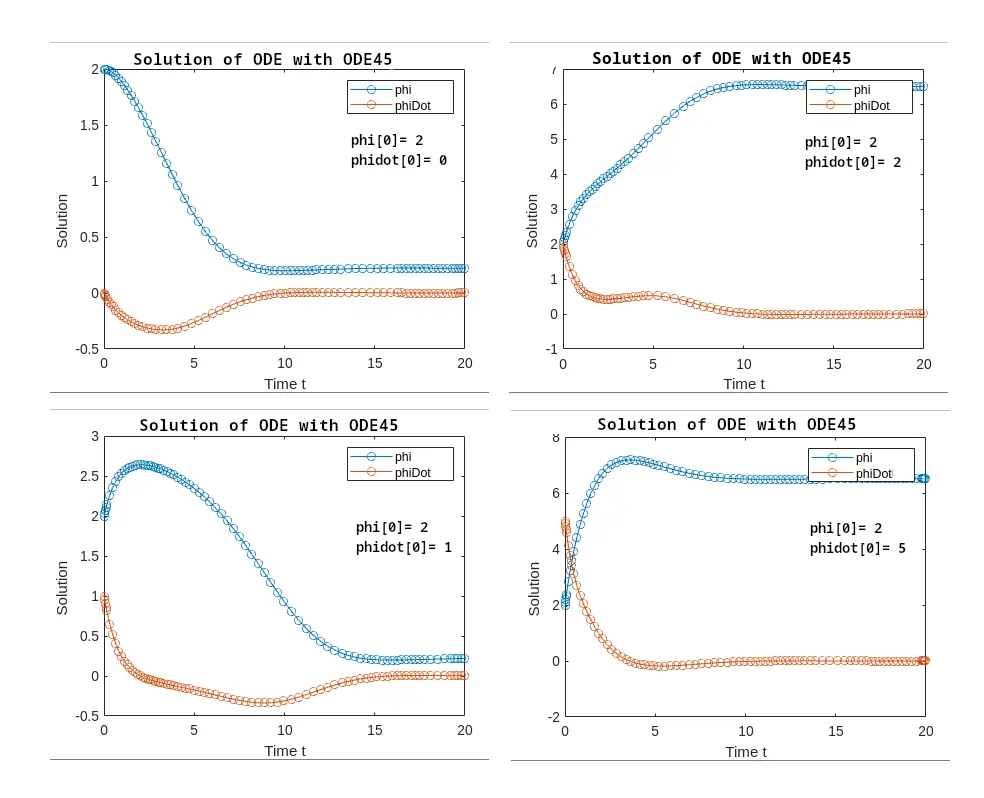 Solution of ODE with ODE45
2
1.5
1
0.5
0
-0.5
Solution
phi
phiDot
phi[0]= 2
phidot[0]= 0
0
5
10
15
20
Time t
Solution of ODE with ODE45
7
6
5
4
3
2
1
0
-1
Solution
phi
phiDot
phi[0]= 2
phidot[0]= 2
0
5
10
15
20
Time t
Solution of ODE with ODE45
3
2.5
2
1.5
1
0.5
0
-0.5
Solution
phi
phiDot
phi[0]= 2
phidot[0]= 1
0
5
10
15
20
Time t
Solution of ODE with ODE45
8
6
4
2
0
-2
Solution
phi
phiDot
phi[0]= 2
phidot[0]= 5
0
5
10
15
20
Time t